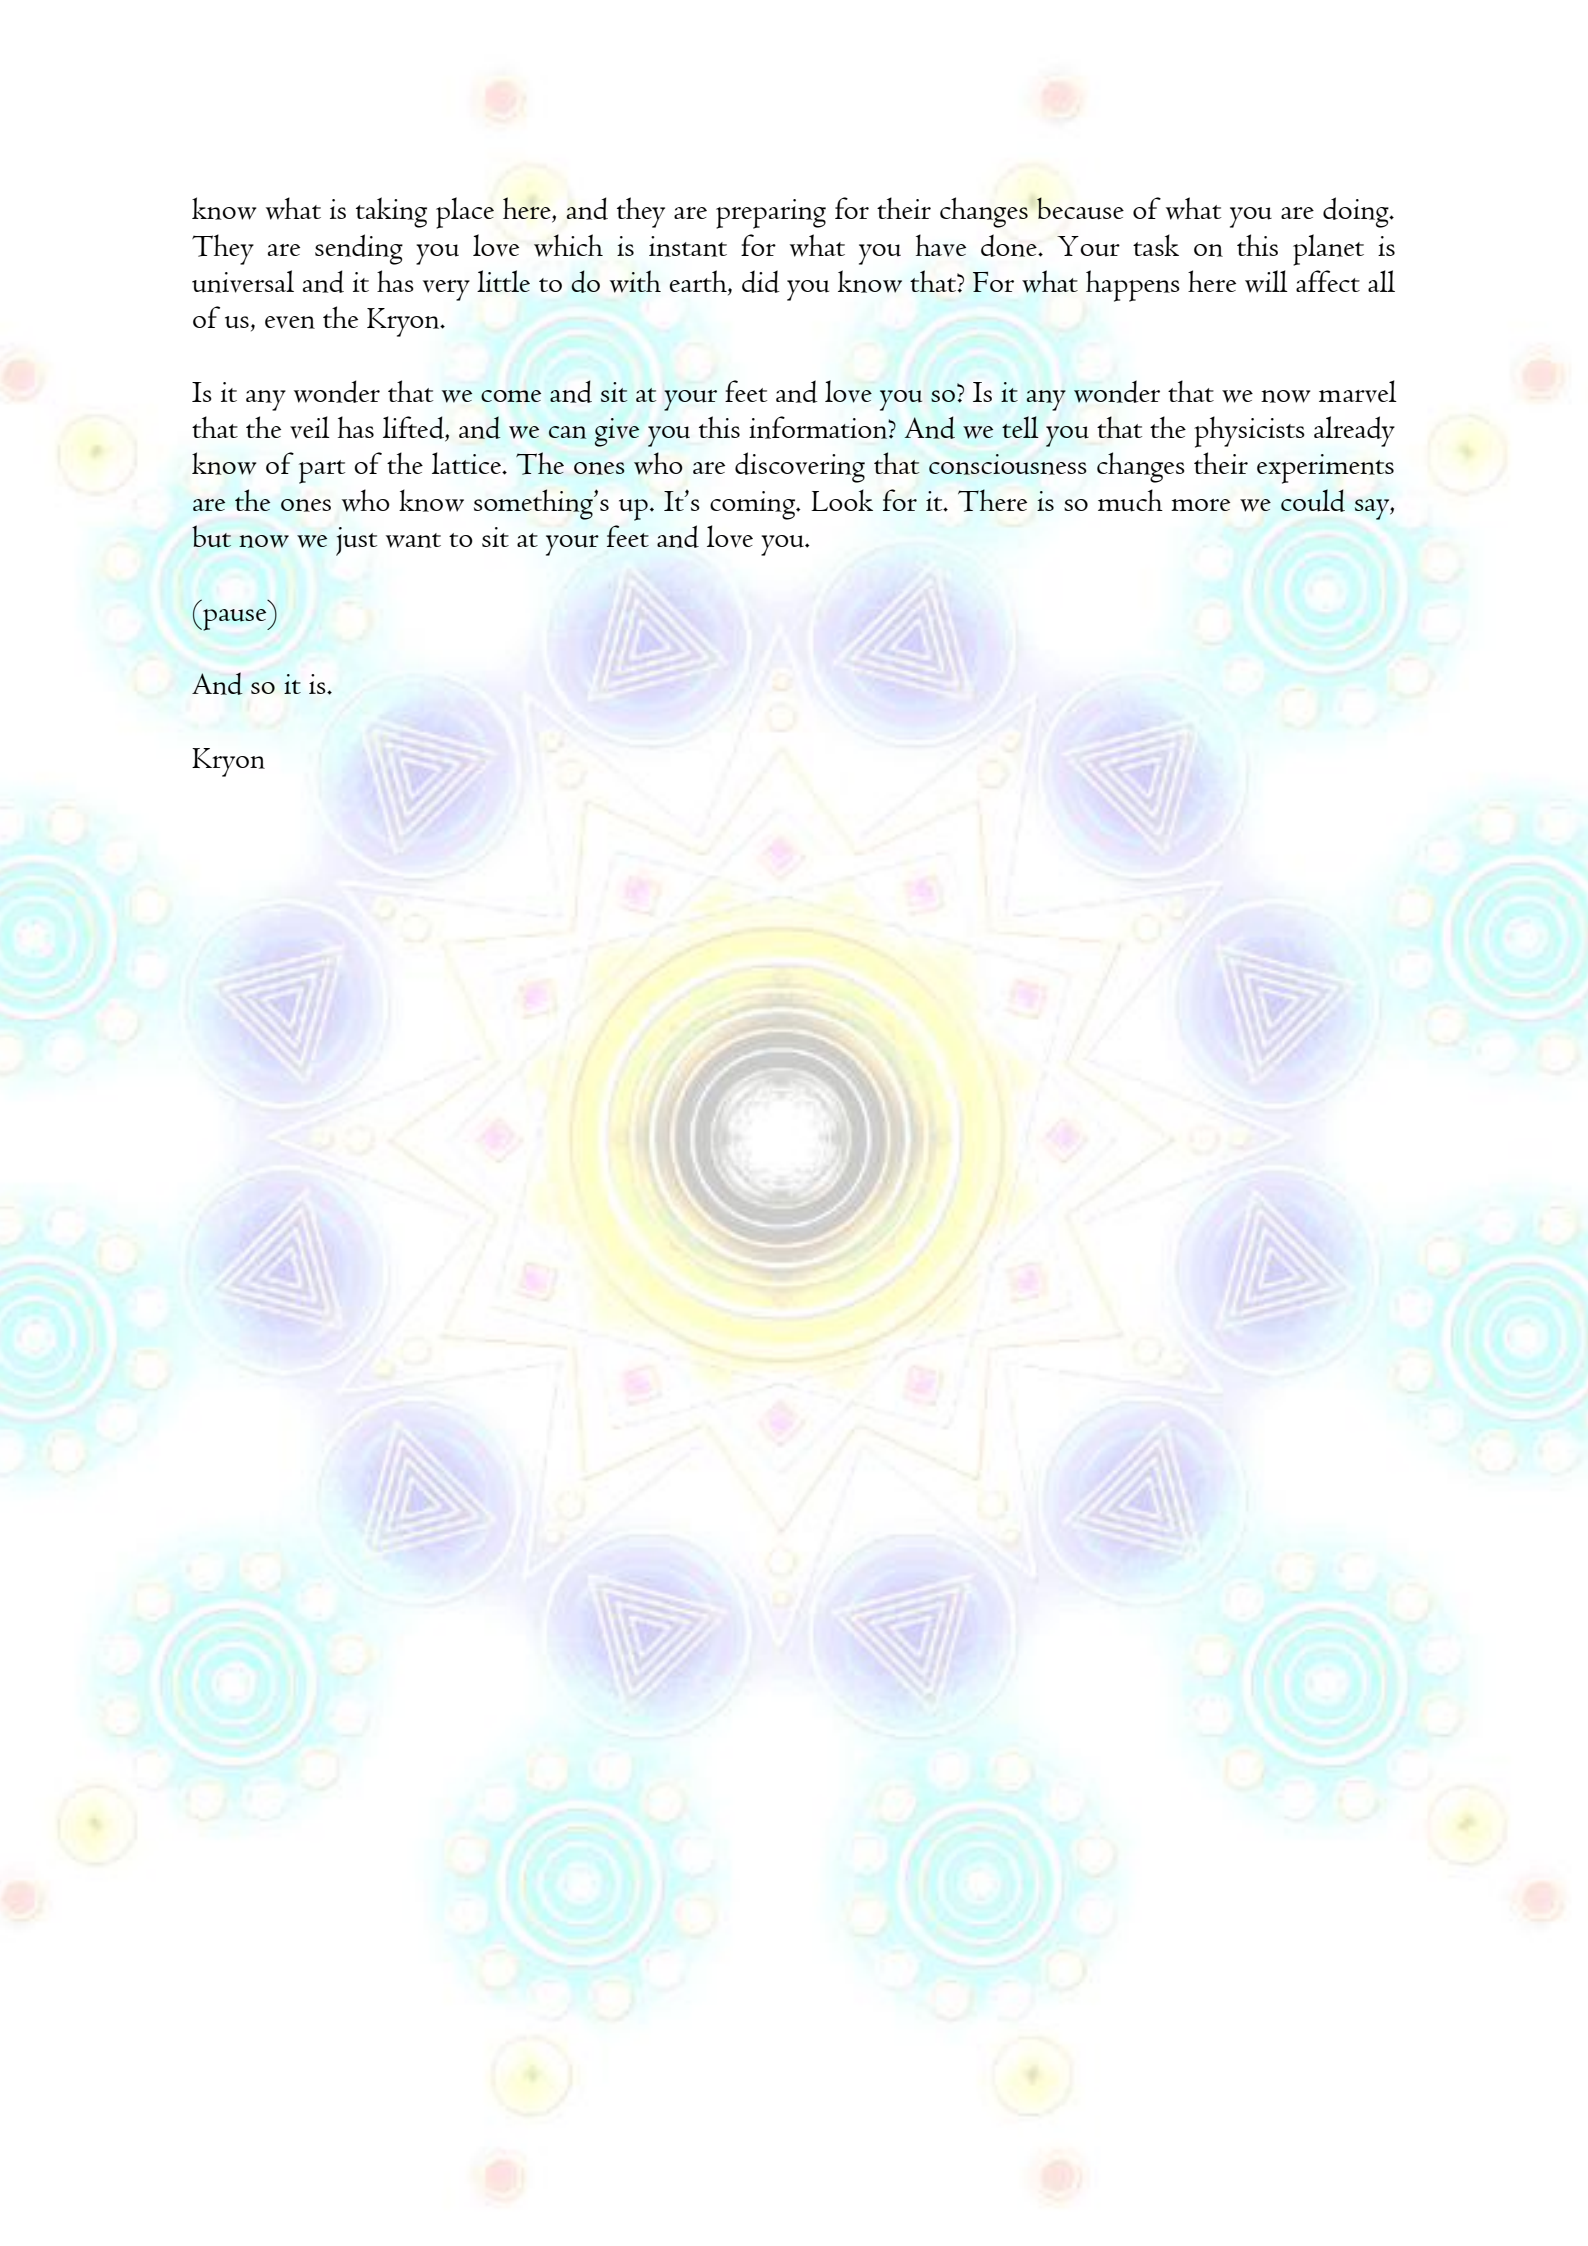 know what is taking place here, and they are preparing for their changes because of what you are doing.
They are sending you love which is instant for what you have done. Your task on this planet is
universal and it has very little to do with earth, did you know that? For what happens here will affect all
of us, even the Kryon.
Is it any wonder that we come and sit at your feet and love you so? Is it any wonder that we now marvel
that the veil has lifted, and we can give you this information? And we tell you that the physicists already
know of part of the lattice. The ones who are discovering that consciousness changes their experiments
are the ones who know something’s up. It’s coming. Look for it. There is so much more we could say,
but now we just want to sit at your feet and love you.
(pause)
And so it is.
Kryon